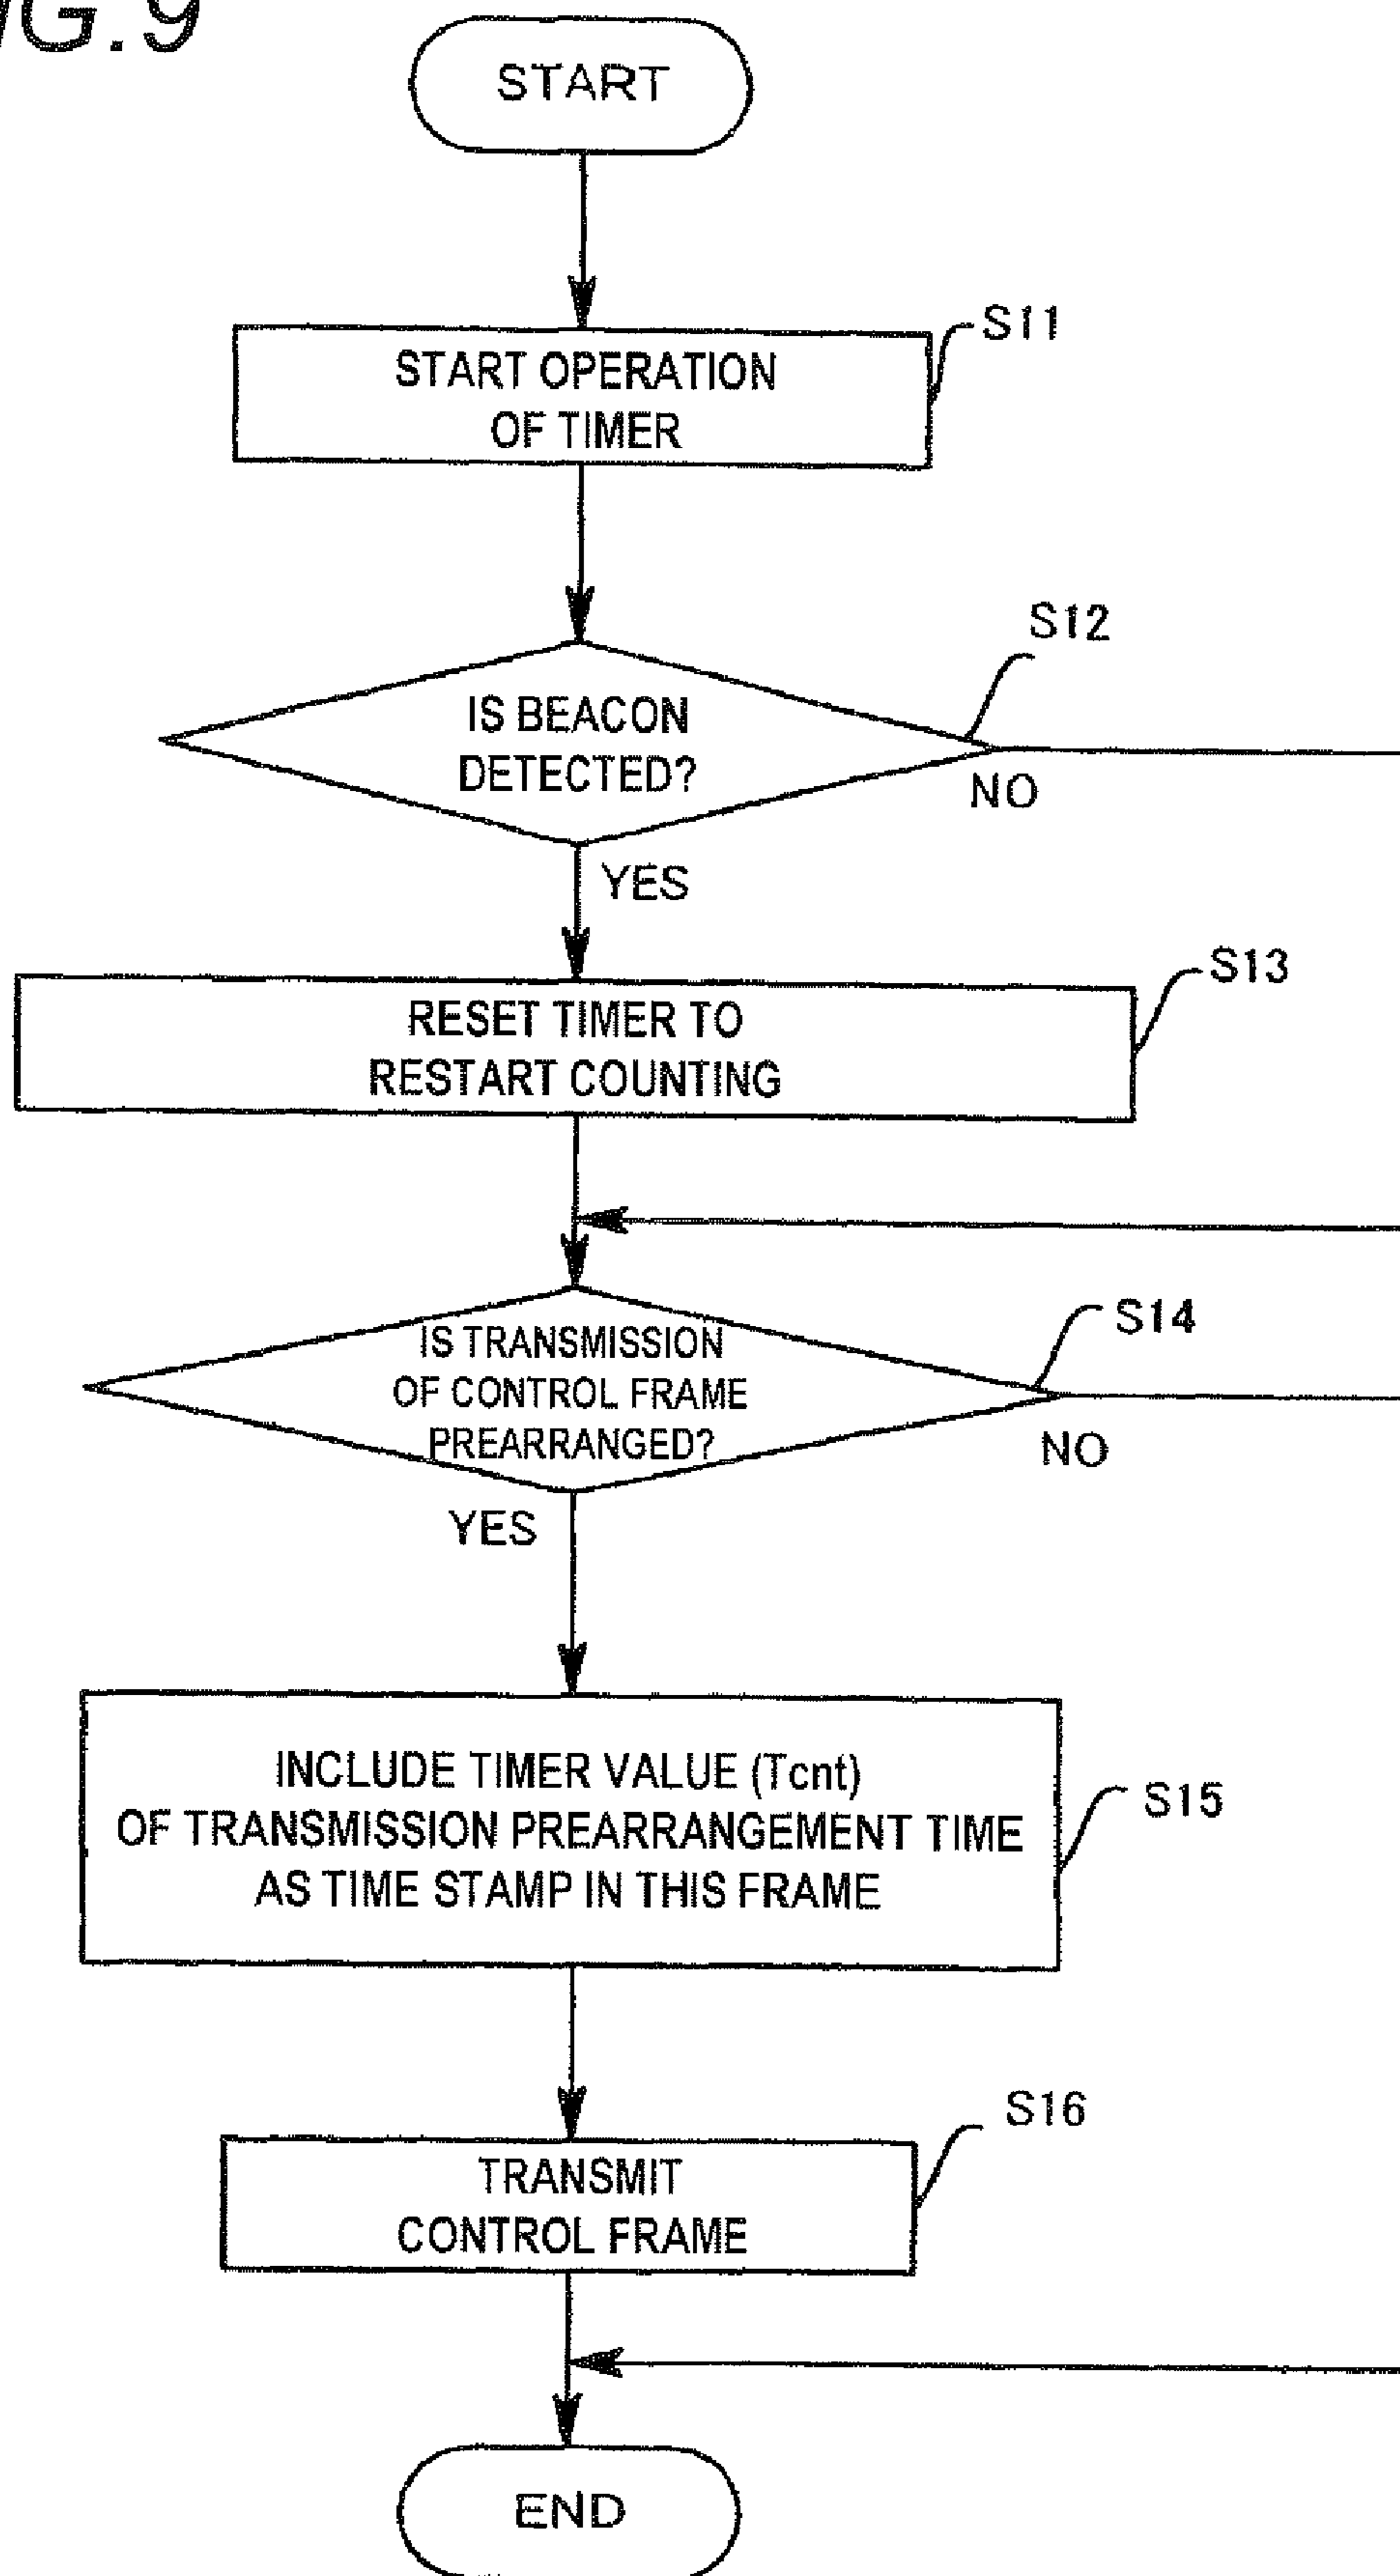 IG.9
START
S11
START OPERATION
OF TIMER
S12
IS BEACON
DETECTED?
NO
YES
S13
RESET TIMER TO
RESTART COUNTING
S14
IS TRANSMISSION
OF CONTROL FRAME
PREARRANGED?
NO
YES
S15
INCLUDE TIMER VALUE (Tcnt)
OF TRANSMISSION PREARRANGEMENT TIME
AS TIME STAMP IN THIS FRAME
S16
TRANSMIT
CONTROL FRAME
END